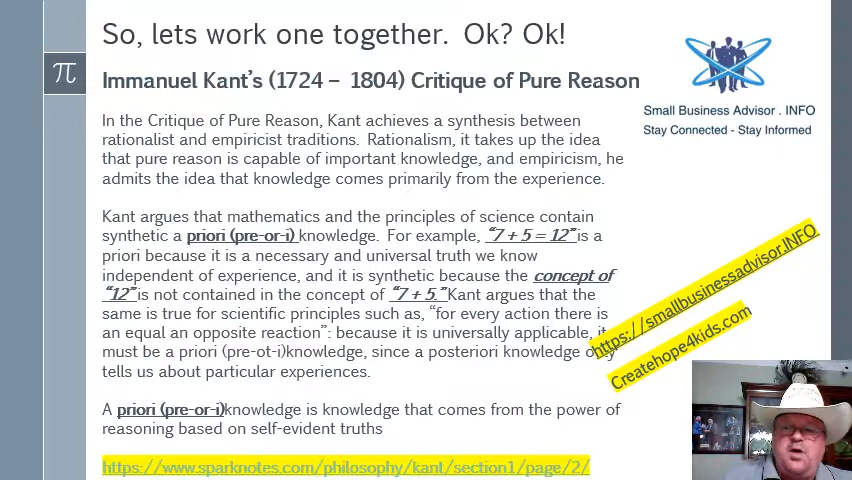 So, lets work one together. Ok? Ok!
π
Immanuel Kant's (1724 – 1804) Critique of Pure Reason
Small Business Advisor . INFO
Stay Connected - Stay Informed
In the Critique of Pure Reason, Kant achieves a synthesis between
rationalist and empiricist traditions. Rationalism, it takes up the idea
that pure reason is capable of important knowledge, and empiricism, he
admits the idea that knowledge comes primarily from the experience.
Kant argues that mathematics and the principles of science contain
synthetic a priori (pre-or-i) knowledge. For example, "7 + 5 = 12" is a
priori because it is a necessary and universal truth we know
independent of experience, and it is synthetic because the concept of
"12" is not contained in the concept of "7 + 5." Kant argues that the
same is true for scientific principles such as, "for every action there is
an equal an opposite reaction": because it is universally applicable, it
must be a priori (pre-ot-i)knowledge, since a posteriori knowledge only
tells us about particular experiences.
https://smallbusinessadvisor.INFO
Createhope4kids.com
A priori (pre-or-i)knowledge is knowledge that comes from the power of
reasoning based on self-evident truths
https://www.sparknotes.com/philosophy/kant/section1/page/2/